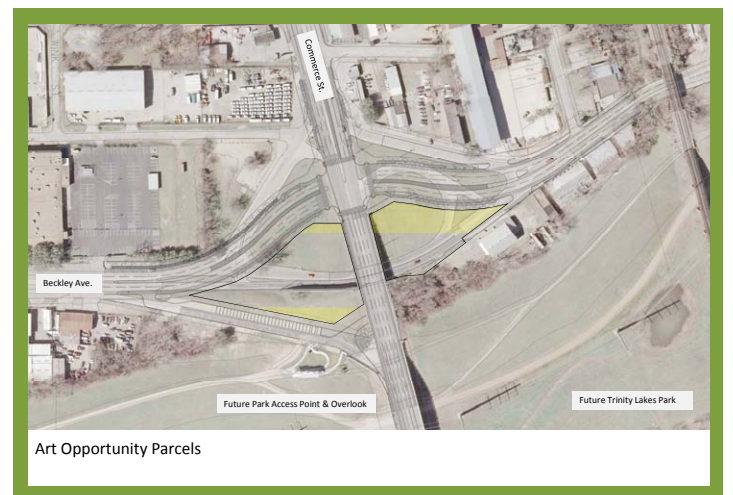 Commerce St.
Beckley Ave.
Future Park Access Point & Overlook
Future Trinity Lakes Park
Art Opportunity Parcels